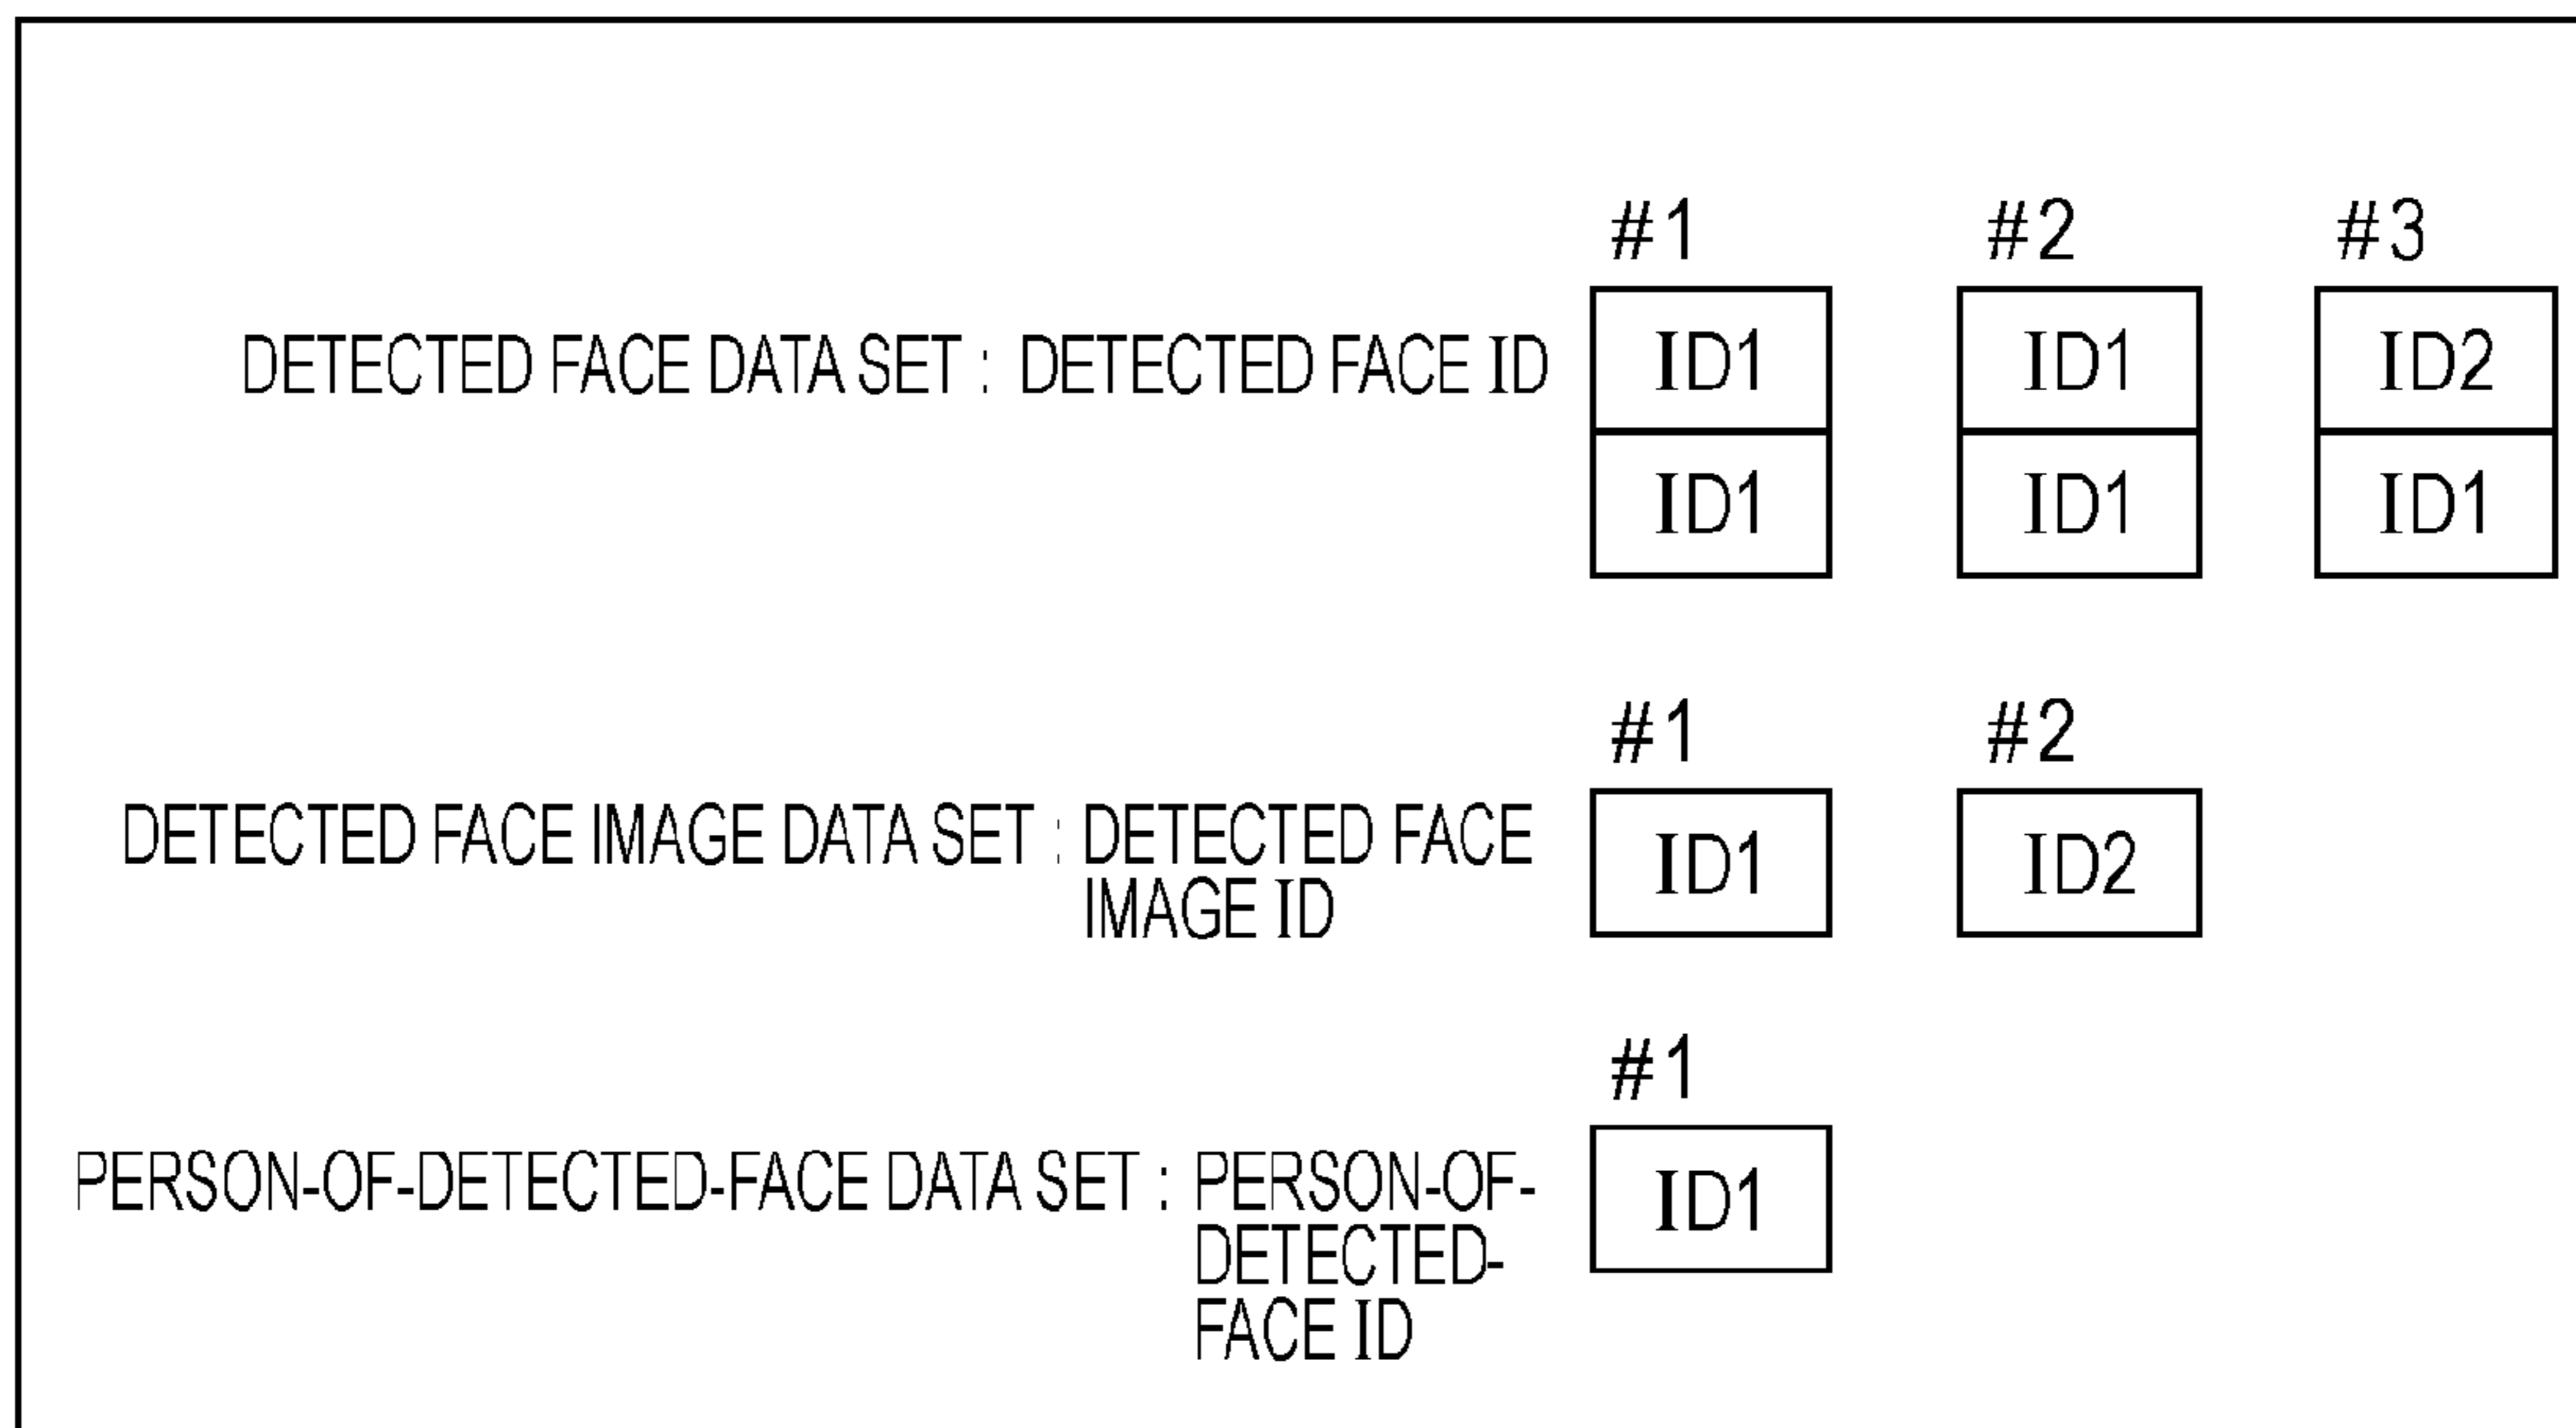 #1 #2 #3
DETECTED FACE DATA SET : DETECTED FACE ID ID1 ID1 ID2
ID1 ID1 ID1
#1 #2
DETECTED FACE IMAGE DATA SET : DETECTED FACE ID1 ID2
IMAGE ID
#1
PERSON-OF-DETECTED-FACE DATA SET : PERSON-OF- ID1
DETECTED-
FACE ID